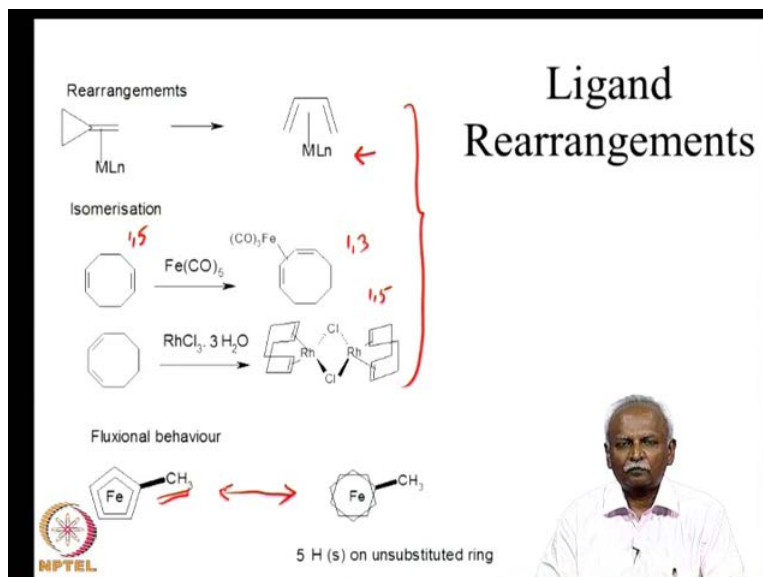 Ligand
Rearrangements
Rearrangememts
MLn
MLn
Isomerisation
1,5
Fe(CO)5
(CO)3Fe
1,3
1,5
RhCl3. 3 H2O
Cl
Rh
Rh
Cl
Fluxional behaviour
Fe
CH3
Fe
CH3
5 H (s) on unsubstituted ring
NPTEL